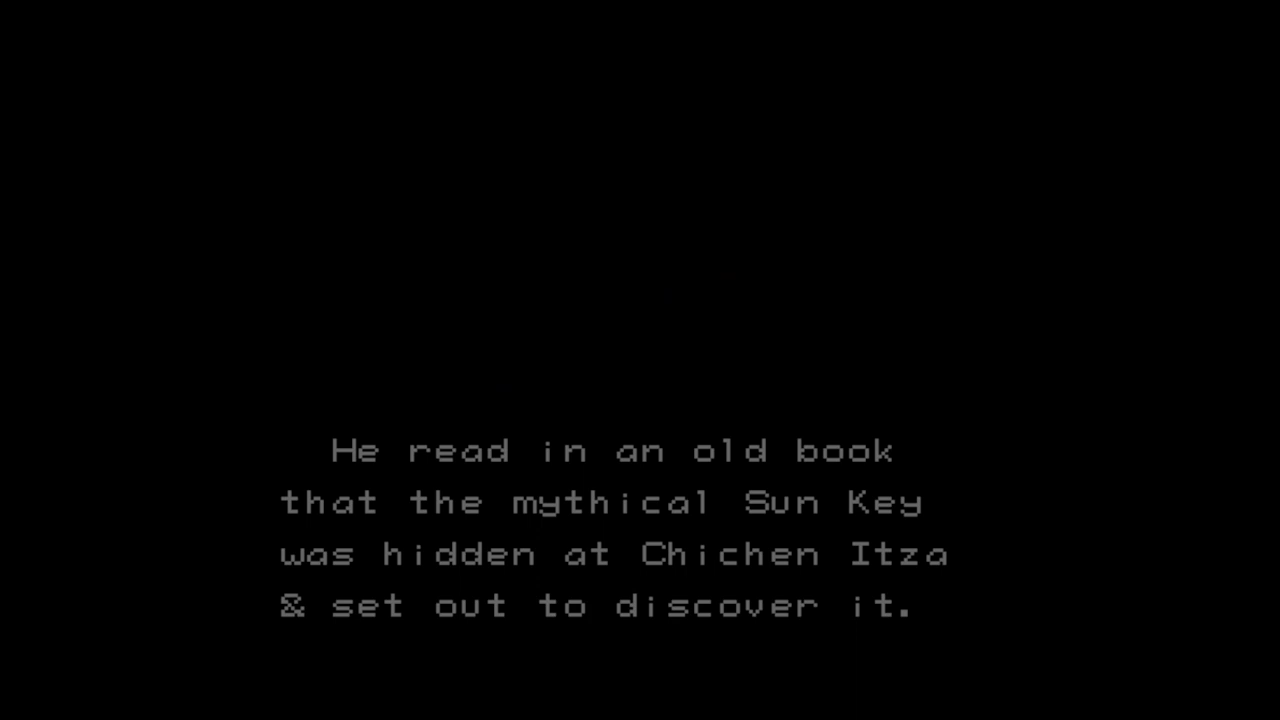 He read in an old book
that the mythical Sun Key
was hidden at Chichen Itza
& set out to discover it.